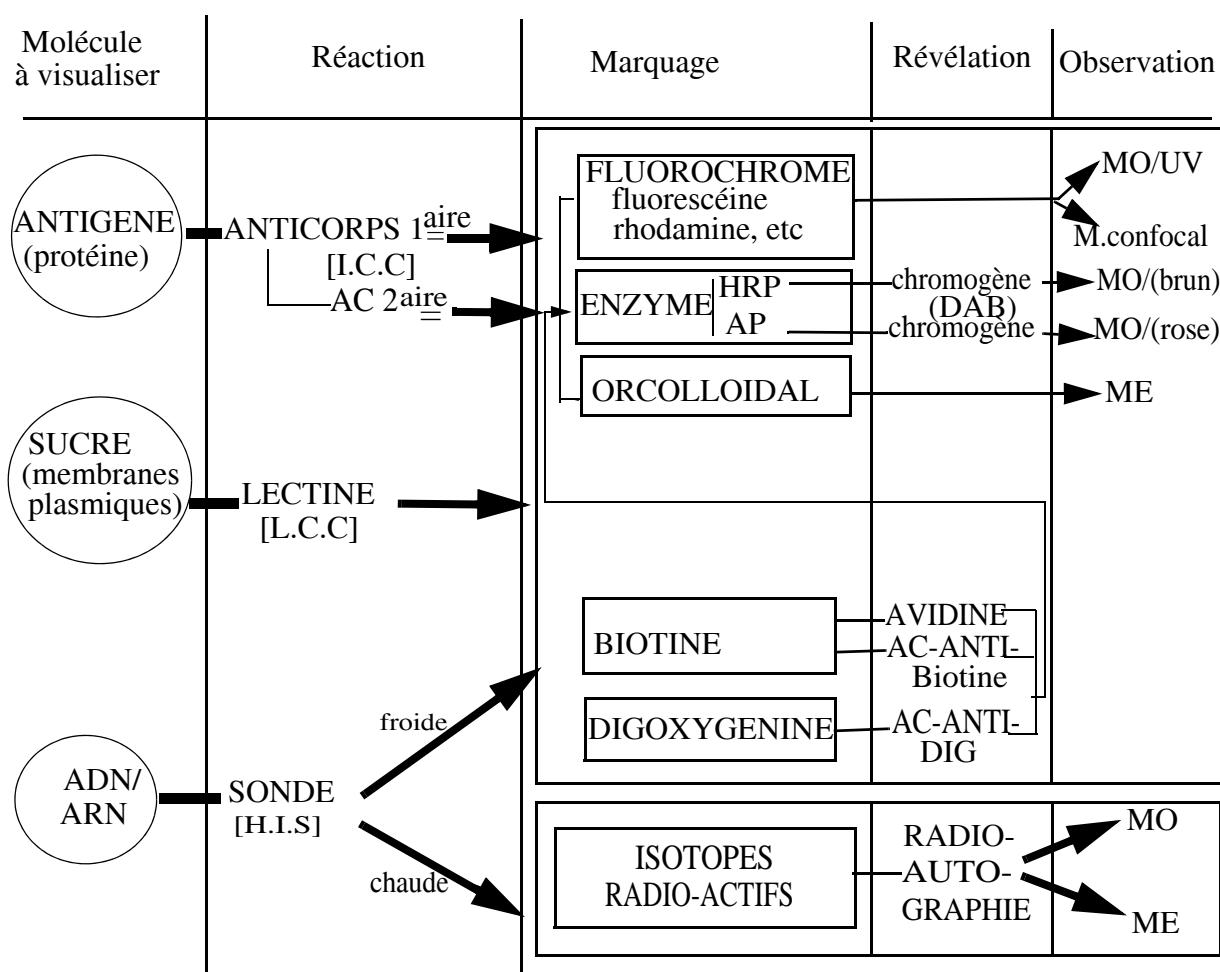 Molécule
à visualiser
Réaction
Marquage
Révélation
Observation
ANTIGENE
(protéine)
ANTICORPS 1aire
[I.C.C]
AC 2aire
FLUOROCHROME
fluorescéine
rhodamine, etc
MO/UV
M.confocal
ENZYME
HRP
AP
chromogène
(DAB)
chromogène
MO/(brun)
MO/(rose)
ORCOLLOIDAL
ME
SUCRE
(membranes
plasmiques)
LECTINE
[L.C.C]
BIOTINE
AVIDINE
AC-ANTI-
Biotine
DIGOXYGENINE
AC-ANTI-
DIG
ADN/
ARN
SONDE
[H.I.S]
froide
chaude
ISOTOPES
RADIO-ACTIFS
RADIO-
AUTO-
GRAPHIE
MO
ME